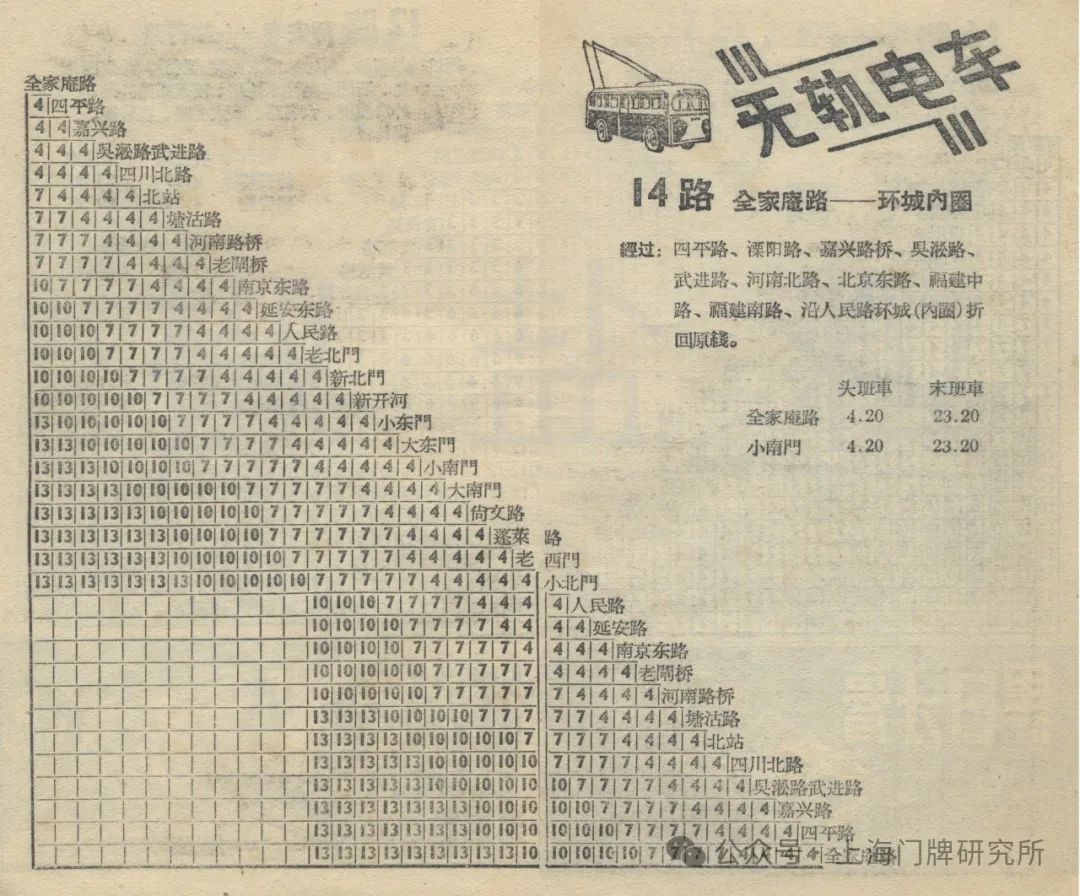 全家庵路
4 四平路
4 4 嘉兴路
4 4 4 吳淞路武进路
4 4 4 4 四川北路
7 4 4 4 4 北站
7 7 4 4 4 4 塘沽路
7 7 7 4 4 4 4 河南路桥
7 7 7 7 4 4 4 4 老閘桥
10 7 7 7 7 4 4 4 4 南京东路
10 10 7 7 7 7 4 4 4 4 延安东路
10 10 10 7 7 7 7 4 4 4 4 人民路
10 10 10 7 7 7 7 4 4 4 4 4 老北門
10 10 10 10 7 7 7 7 4 4 4 4 4 新北門
10 10 10 10 10 7 7 7 7 4 4 4 4 4 新开河
13 10 10 10 10 10 7 7 7 7 4 4 4 4 4 小东門
13 13 10 10 10 10 10 7 7 7 7 4 4 4 4 4 大东門
13 13 13 10 10 10 10 7 7 7 7 7 4 4 4 4 4 小南門
13 13 13 13 10 10 10 10 10 7 7 7 7 7 4 4 4 4 大南門
13 13 13 13 13 10 10 10 10 10 7 7 7 7 7 4 4 4 4 尙文路
13 13 13 13 13 13 10 10 10 10 7 7 7 7 7 7 4 4 4 4 蓬萊路
13 13 13 13 13 13 10 10 10 10 10 7 7 7 7 7 4 4 4 4 4 老西門
13 13 13 13 13 13 13 10 10 10 10 10 7 7 7 7 7 4 4 4 4 4 小北門
10 10 10 7 7 7 7 4 4 4 4 人民路
10 10 10 10 7 7 7 7 4 4 4 4 延安路
10 10 10 10 7 7 7 7 7 4 4 4 4 南京东路
10 10 10 10 10 7 7 7 7 7 4 4 4 4 老閘桥
10 10 10 10 10 7 7 7 7 7 7 4 4 4 4 河南路桥
13 13 13 10 10 10 10 7 7 7 7 7 4 4 4 4 塘沽路
13 13 13 13 10 10 10 10 10 7 7 7 7 4 4 4 4 北站
13 13 13 13 13 10 10 10 10 10 7 7 7 7 4 4 4 4 四川北路
13 13 13 13 13 10 10 10 10 10 10 7 7 7 7 4 4 4 4 吳淞路武进路
13 13 13 13 13 13 13 10 10 10 10 10 7 7 7 7 4 4 4 4 嘉兴路
13 13 13 13 13 13 13 13 10 10 10 10 10 7 7 7 7 4 4 4 4 四平路
13 13 13 13 13 13 13 13 13 10 10 10 10 10 7 7 4 4 全家庵路
无轨电车
14路 全家庵路——环城內圈
經过：四平路、溧阳路、嘉兴路桥、吳淞路、
武进路、河南北路、北京东路、福建中
路、福建南路、沿人民路环城(內圈)折
回原綫。
头班車 末班車
全家庵路 4.20 23.20
小南門 4.20 23.20
公众号·上海门牌研究所